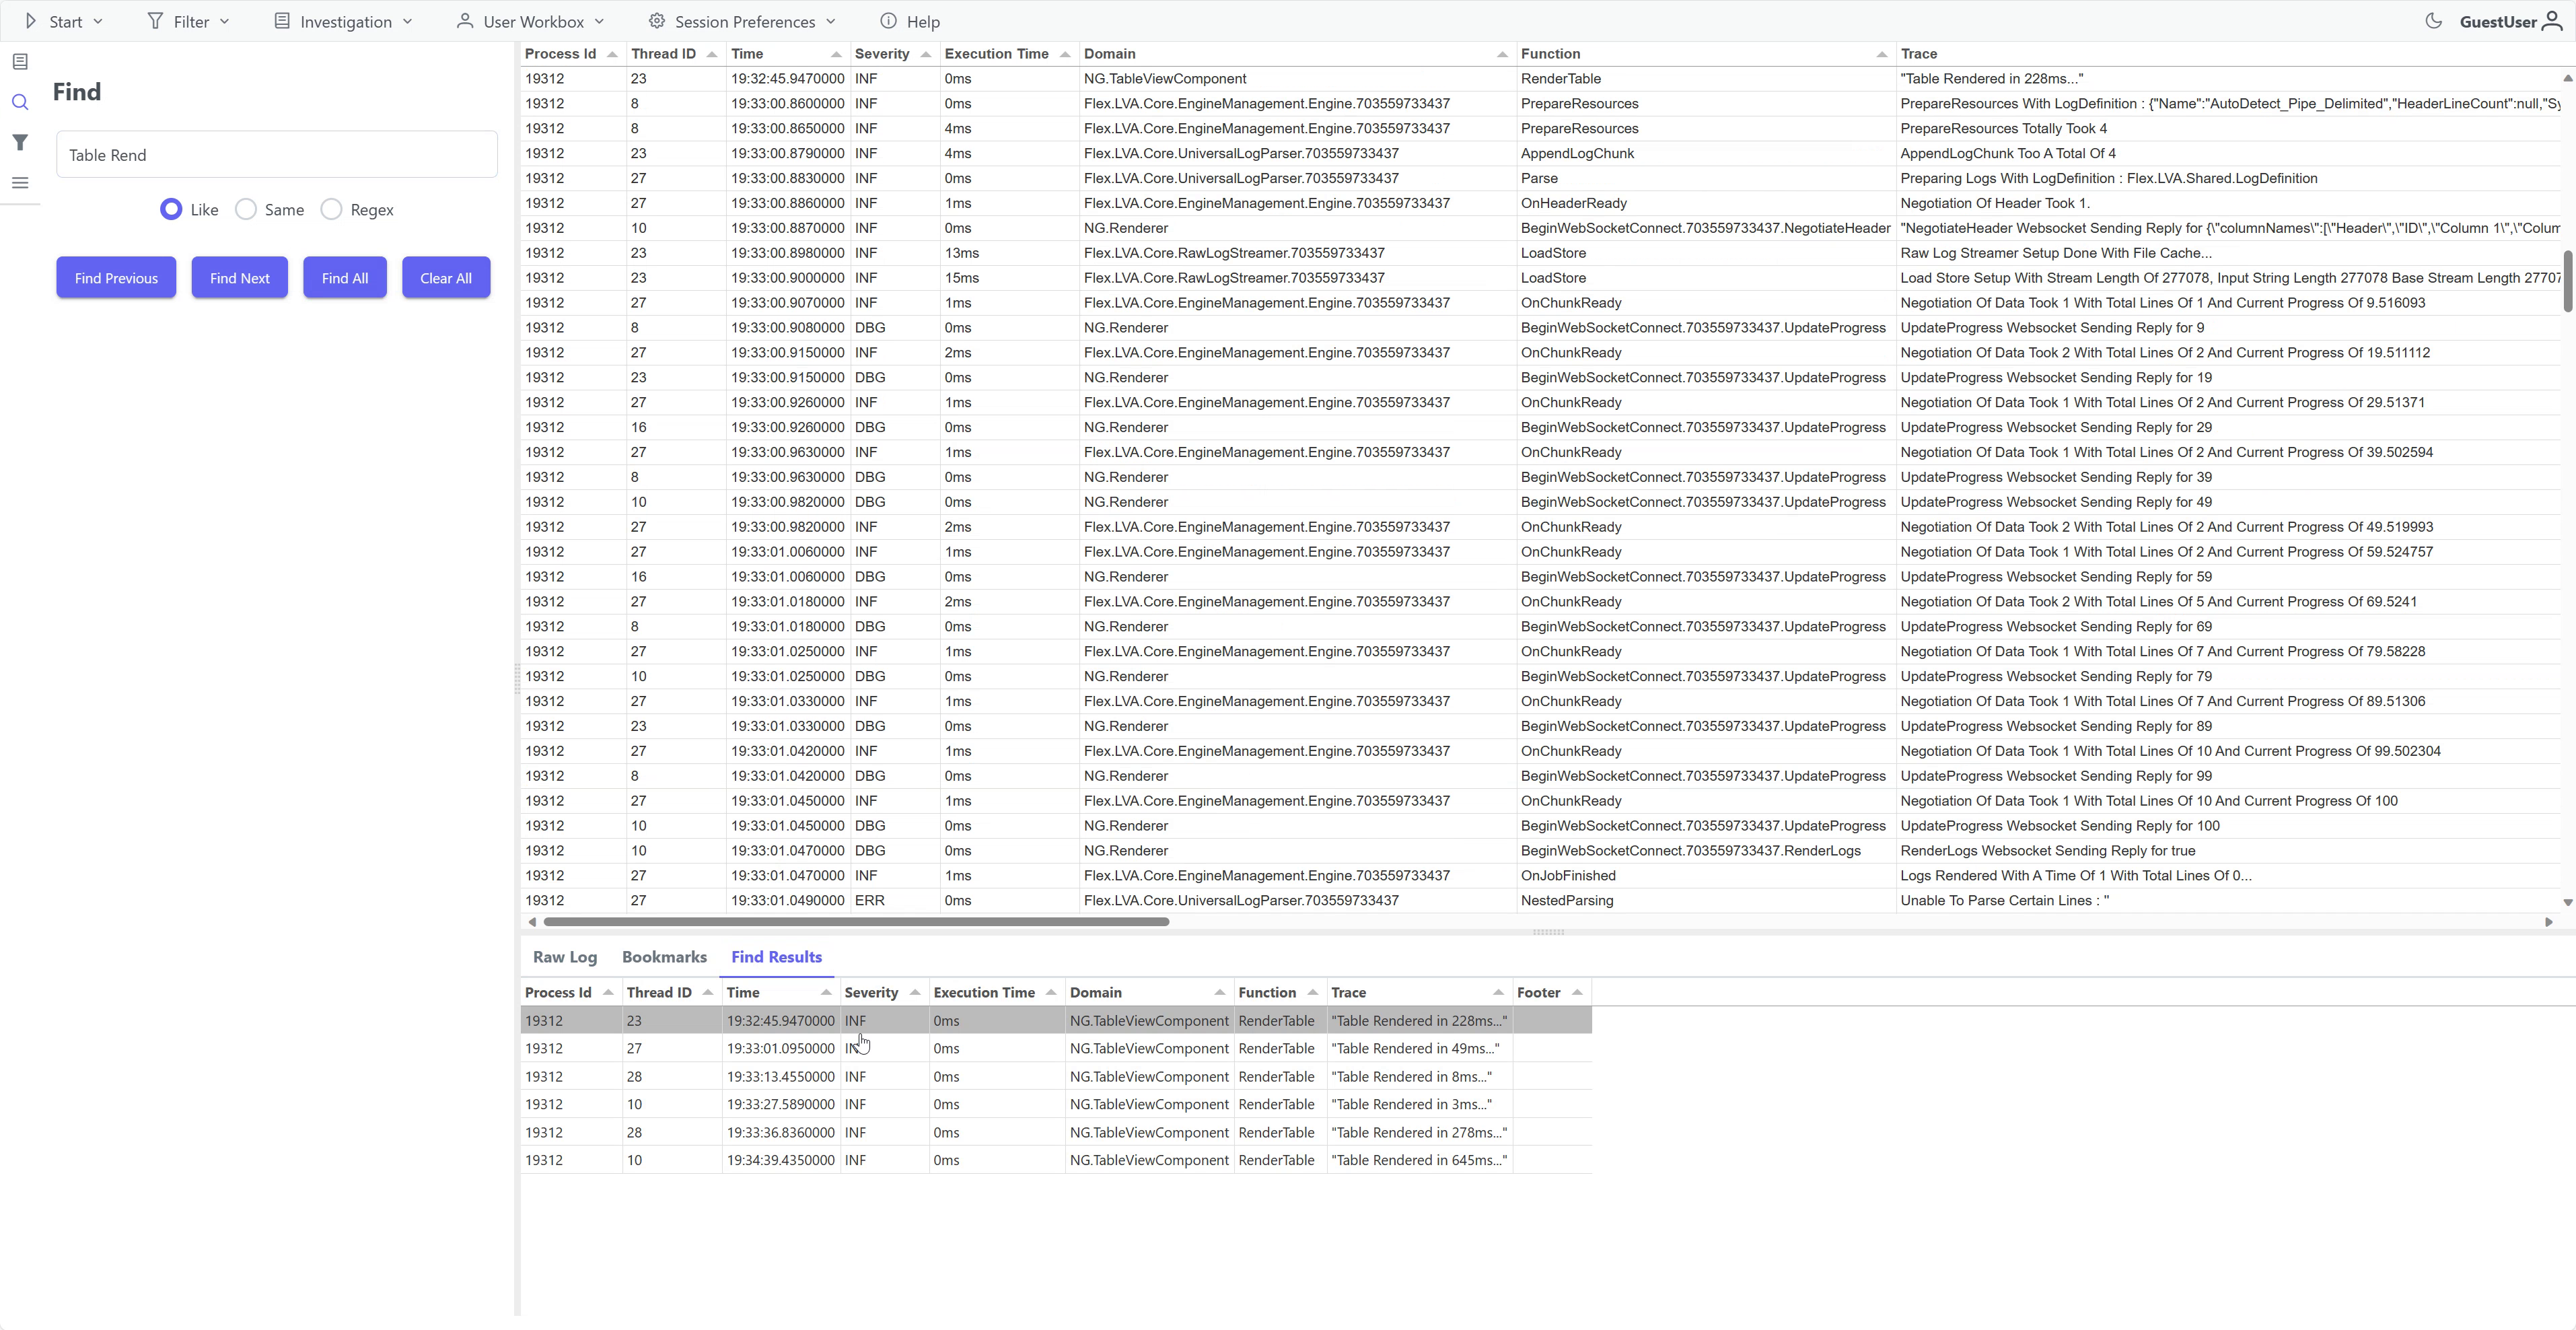 Start Filter Investigation User Workbox Session Preferences Help GuestUser
Find
Table Rend
Like Same Regex
Find Previous Find Next Find All Clear All
Process Id Thread ID Time Severity Execution Time Domain Function Trace
19312 23 19:32:45.9470000 INF 0ms NG.TableViewComponent RenderTable "Table Rendered in 228ms..."
19312 8 19:33:00.8600000 INF 0ms Flex.LVA.Core.EngineManagement.Engine.703559733437 PrepareResources PrepareResources With LogDefinition : {"Name":"AutoDetect_Pipe_Delimited","HeaderLineCount":null,"Sy
19312 8 19:33:00.8650000 INF 4ms Flex.LVA.Core.EngineManagement.Engine.703559733437 PrepareResources PrepareResources Totally Took 4
19312 23 19:33:00.8790000 INF 4ms Flex.LVA.Core.UniversalLogParser.703559733437 AppendLogChunk AppendLogChunk Too A Total Of 4
19312 27 19:33:00.8830000 INF 0ms Flex.LVA.Core.UniversalLogParser.703559733437 Parse Preparing Logs With LogDefinition : Flex.LVA.Shared.LogDefinition
19312 27 19:33:00.8860000 INF 1ms Flex.LVA.Core.EngineManagement.Engine.703559733437 OnHeaderReady Negotiation Of Header Took 1.
19312 10 19:33:00.8870000 INF 0ms NG.Renderer BeginWebSocketConnect.703559733437.NegotiateHeader "NegotiateHeader Websocket Sending Reply for {\"columnNames\":[\"Header\",\"ID\",\"Column 1\",\"Colum
19312 23 19:33:00.8980000 INF 13ms Flex.LVA.Core.RawLogStreamer.703559733437 LoadStore Raw Log Streamer Setup Done With File Cache...
19312 23 19:33:00.9000000 INF 15ms Flex.LVA.Core.RawLogStreamer.703559733437 LoadStore Load Store Setup With Stream Length Of 277078, Input String Length 277078 Base Stream Length 27707
19312 27 19:33:00.9070000 INF 1ms Flex.LVA.Core.EngineManagement.Engine.703559733437 OnChunkReady Negotiation Of Data Took 1 With Total Lines Of 1 And Current Progress Of 9.516093
19312 8 19:33:00.9080000 DBG 0ms NG.Renderer BeginWebSocketConnect.703559733437.UpdateProgress UpdateProgress Websocket Sending Reply for 9
19312 27 19:33:00.9150000 INF 2ms Flex.LVA.Core.EngineManagement.Engine.703559733437 OnChunkReady Negotiation Of Data Took 2 With Total Lines Of 2 And Current Progress Of 19.511112
19312 23 19:33:00.9150000 DBG 0ms NG.Renderer BeginWebSocketConnect.703559733437.UpdateProgress UpdateProgress Websocket Sending Reply for 19
19312 27 19:33:00.9260000 INF 1ms Flex.LVA.Core.EngineManagement.Engine.703559733437 OnChunkReady Negotiation Of Data Took 1 With Total Lines Of 2 And Current Progress Of 29.51371
19312 16 19:33:00.9260000 DBG 0ms NG.Renderer BeginWebSocketConnect.703559733437.UpdateProgress UpdateProgress Websocket Sending Reply for 29
19312 27 19:33:00.9630000 INF 1ms Flex.LVA.Core.EngineManagement.Engine.703559733437 OnChunkReady Negotiation Of Data Took 1 With Total Lines Of 2 And Current Progress Of 39.502594
19312 8 19:33:00.9630000 DBG 0ms NG.Renderer BeginWebSocketConnect.703559733437.UpdateProgress UpdateProgress Websocket Sending Reply for 39
19312 10 19:33:00.9820000 DBG 0ms NG.Renderer BeginWebSocketConnect.703559733437.UpdateProgress UpdateProgress Websocket Sending Reply for 49
19312 27 19:33:00.9820000 INF 2ms Flex.LVA.Core.EngineManagement.Engine.703559733437 OnChunkReady Negotiation Of Data Took 2 With Total Lines Of 2 And Current Progress Of 49.519993
19312 27 19:33:01.0060000 INF 1ms Flex.LVA.Core.EngineManagement.Engine.703559733437 OnChunkReady Negotiation Of Data Took 1 With Total Lines Of 2 And Current Progress Of 59.524757
19312 16 19:33:01.0060000 DBG 0ms NG.Renderer BeginWebSocketConnect.703559733437.UpdateProgress UpdateProgress Websocket Sending Reply for 59
19312 27 19:33:01.0180000 INF 2ms Flex.LVA.Core.EngineManagement.Engine.703559733437 OnChunkReady Negotiation Of Data Took 2 With Total Lines Of 5 And Current Progress Of 69.5241
19312 8 19:33:01.0180000 DBG 0ms NG.Renderer BeginWebSocketConnect.703559733437.UpdateProgress UpdateProgress Websocket Sending Reply for 69
19312 27 19:33:01.0250000 INF 1ms Flex.LVA.Core.EngineManagement.Engine.703559733437 OnChunkReady Negotiation Of Data Took 1 With Total Lines Of 7 And Current Progress Of 79.58228
19312 10 19:33:01.0250000 DBG 0ms NG.Renderer BeginWebSocketConnect.703559733437.UpdateProgress UpdateProgress Websocket Sending Reply for 79
19312 27 19:33:01.0330000 INF 1ms Flex.LVA.Core.EngineManagement.Engine.703559733437 OnChunkReady Negotiation Of Data Took 1 With Total Lines Of 7 And Current Progress Of 89.51306
19312 23 19:33:01.0330000 DBG 0ms NG.Renderer BeginWebSocketConnect.703559733437.UpdateProgress UpdateProgress Websocket Sending Reply for 89
19312 27 19:33:01.0420000 INF 1ms Flex.LVA.Core.EngineManagement.Engine.703559733437 OnChunkReady Negotiation Of Data Took 1 With Total Lines Of 10 And Current Progress Of 99.502304
19312 8 19:33:01.0420000 DBG 0ms NG.Renderer BeginWebSocketConnect.703559733437.UpdateProgress UpdateProgress Websocket Sending Reply for 99
19312 27 19:33:01.0450000 INF 1ms Flex.LVA.Core.EngineManagement.Engine.703559733437 OnChunkReady Negotiation Of Data Took 1 With Total Lines Of 10 And Current Progress Of 100
19312 10 19:33:01.0450000 DBG 0ms NG.Renderer BeginWebSocketConnect.703559733437.UpdateProgress UpdateProgress Websocket Sending Reply for 100
19312 10 19:33:01.0470000 DBG 0ms NG.Renderer BeginWebSocketConnect.703559733437.RenderLogs RenderLogs Websocket Sending Reply for true
19312 27 19:33:01.0470000 INF 1ms Flex.LVA.Core.EngineManagement.Engine.703559733437 OnJobFinished Logs Rendered With A Time Of 1 With Total Lines Of 0...
19312 27 19:33:01.0490000 ERR 0ms Flex.LVA.Core.UniversalLogParser.703559733437 NestedParsing Unable To Parse Certain Lines : "
Raw Log Bookmarks Find Results
Process Id Thread ID Time Severity Execution Time Domain Function Trace Footer
19312 23 19:32:45.9470000 INF 0ms NG.TableViewComponent RenderTable "Table Rendered in 228ms..."
19312 27 19:33:01.0950000 INF 0ms NG.TableViewComponent RenderTable "Table Rendered in 49ms..."
19312 28 19:33:13.4550000 INF 0ms NG.TableViewComponent RenderTable "Table Rendered in 8ms..."
19312 10 19:33:27.5890000 INF 0ms NG.TableViewComponent RenderTable "Table Rendered in 3ms..."
19312 28 19:33:36.8360000 INF 0ms NG.TableViewComponent RenderTable "Table Rendered in 278ms..."
19312 10 19:34:39.4350000 INF 0ms NG.TableViewComponent RenderTable "Table Rendered in 645ms..."